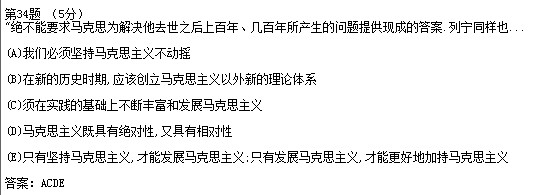 第34题 （5分）
“绝不能要求马克思为解决他去世之后上百年、几百年所产生的问题提供现成的答案.列宁同样也...
(A)我们必须坚持马克思主义不动摇
(B)在新的历史时期,应该创立马克思主义以外新的理论体系
(C)须在实践的基础上不断丰富和发展马克思主义
(D)马克思主义既具有绝对性,又具有相对性
(E)只有坚持马克思主义,才能发展马克思主义;只有发展马克思主义,才能更好地加持马克思主义
答案: ACDE